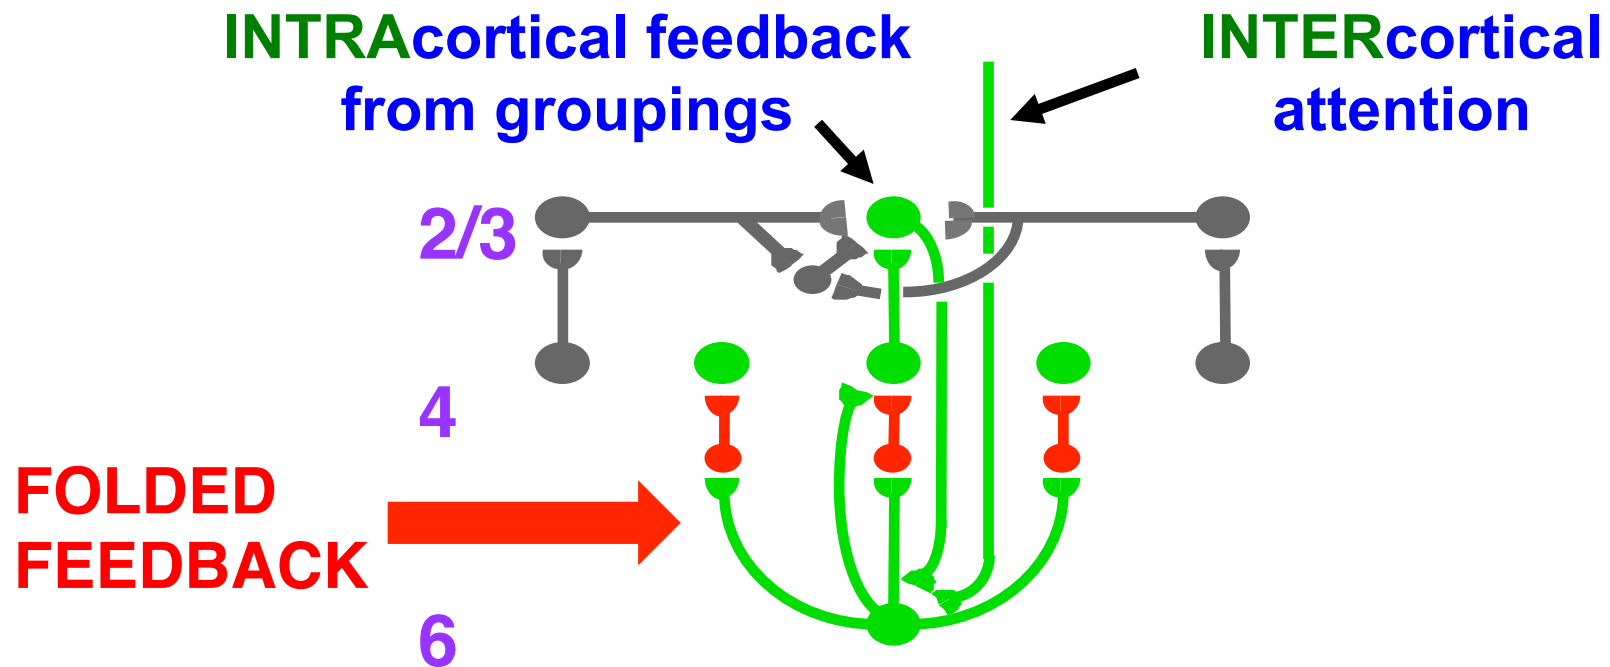 INTRAcortical feedback
from groupings
INTERcortical
attention
2/3
4
FOLDED
FEEDBACK
6